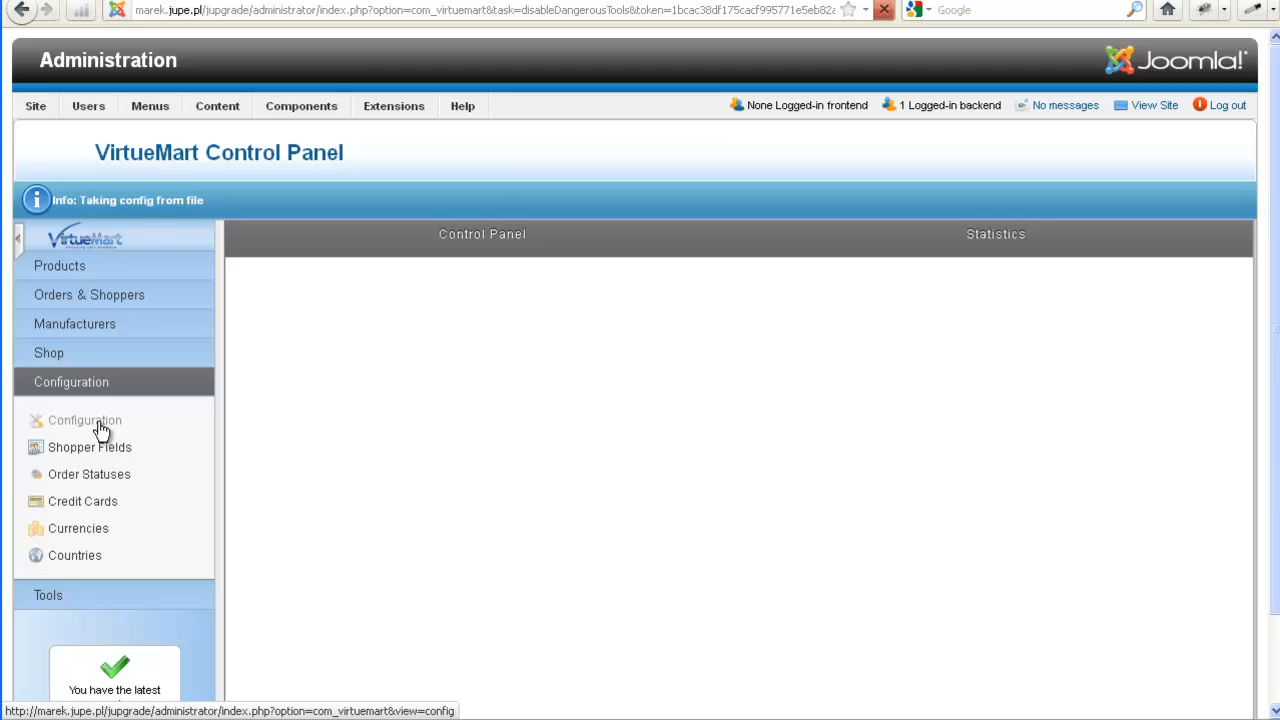 marek.jupe.pl/jupgrade/administrator/index.php?option=com_virtuemart&task=disableDangerousTools&token=1bcac38df175cacf995771e5eb82a
Google
Administration
Joomla!
Site Users Menus Content Components Extensions Help
None Logged-in frontend 1 Logged-in backend No messages View Site Log out
VirtueMart Control Panel
Info: Taking config from file
VirtueMart
Control Panel Statistics
Products
Orders & Shoppers
Manufacturers
Shop
Configuration
Configuration
Shopper Fields
Order Statuses
Credit Cards
Currencies
Countries
Tools
You have the latest
http://marek.jupe.pl/jupgrade/administrator/index.php?option=com_virtuemart&view=config